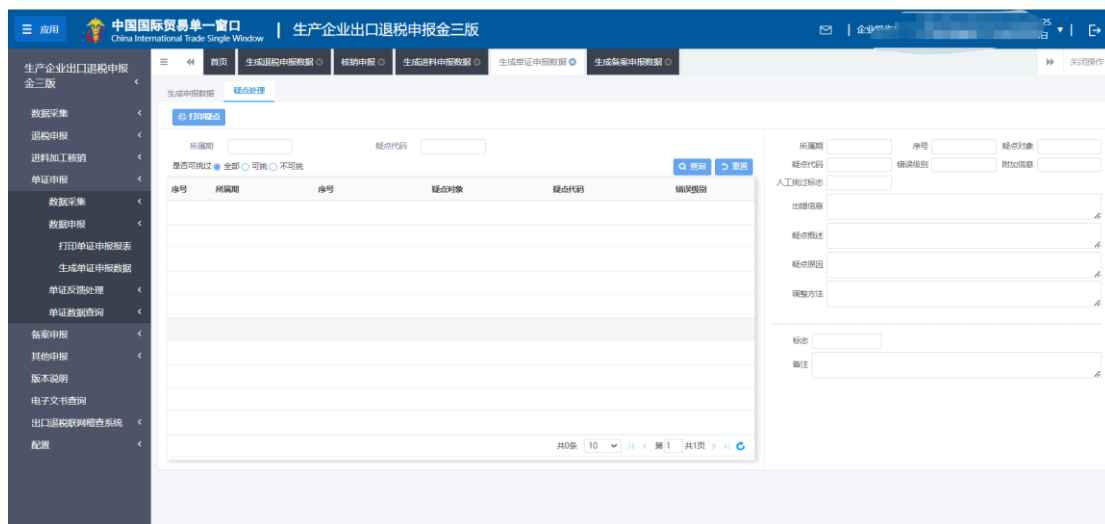 应用 中国国际贸易单一窗口 China International Trade Single Window 生产企业出口退税申报金三版
首页 生成退税申报数据 核销申报 生成进料申报数据 生成单证申报数据 生成备案申报数据 关闭操作
生产企业出口退税申报
金三版
数据采集
退税申报
进料加工核销
单证申报
数据采集
数据申报
打印单证申报报表
生成单证申报数据
单证反馈处理
单证数据查询
备案申报
其他申报
版本说明
电子文书查询
出口退税联网稽查系统
配置
生成申报数据 疑点处理
打印疑点
所属期 疑点代码
是否可挑过 全部 可挑 不可挑 查询 重置
序号 所属期 序号 疑点对象 疑点代码 错误级别
共0条 10 第 1 共1页
所属期 序号 疑点对象
疑点代码 错误级别 附加信息
人工挑过标志
出错信息
疑点概述
疑点原因
调整方法
标志
备注